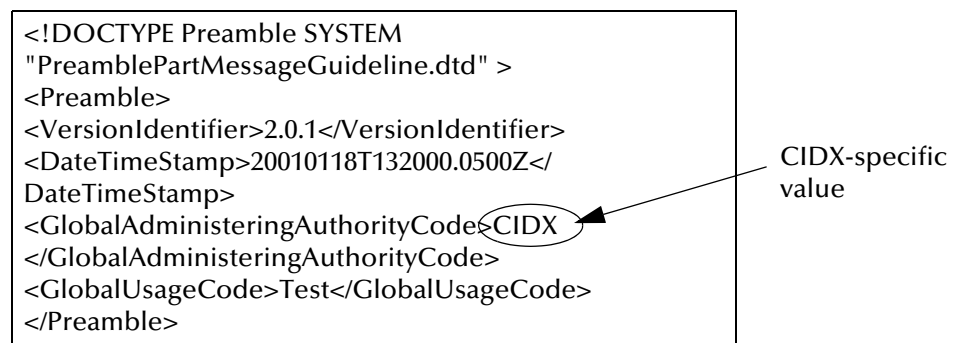 <!DOCTYPE Preamble SYSTEM
"PreamblePartMessageGuideline.dtd" >
<Preamble>
<VersionIdentifier>2.0.1</VersionIdentifier>
<DateTimeStamp>20010118T132000.0500Z</
DateTimeStamp>
<GlobalAdministeringAuthorityCode>CIDX
</GlobalAdministeringAuthorityCode>
<GlobalUsageCode>Test</GlobalUsageCode>
</Preamble>
CIDX-specific
value